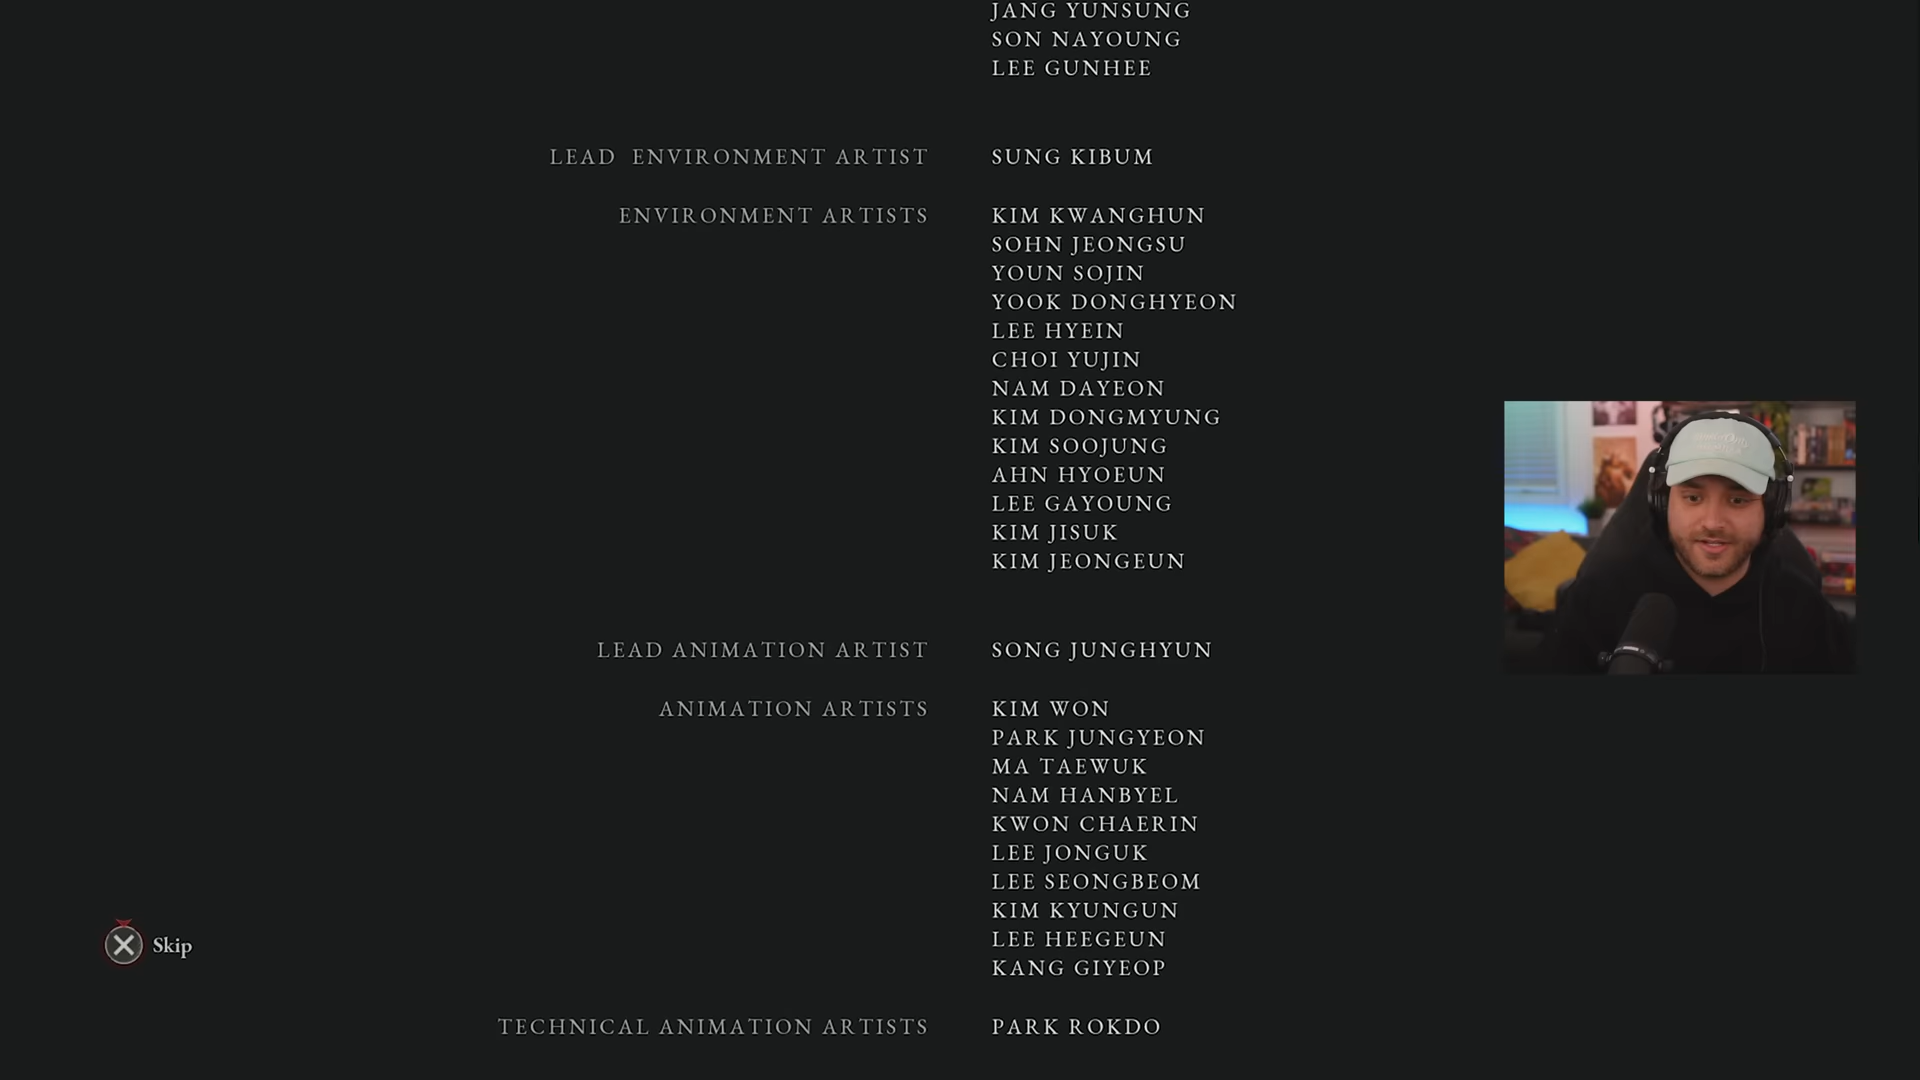 JANG YUNSUNG
SON NAYOUNG
LEE GUNHEE
LEAD ENVIRONMENT ARTIST SUNG KIBUM
ENVIRONMENT ARTISTS KIM KWANGHUN
SOHN JEONGSU
YOUN SOJIN
YOOK DONGHYEON
LEE HYEIN
CHOI YUJIN
NAM DAYEON
KIM DONGMYUNG
KIM SOOJUNG
AHN HYOEUN
LEE GAYOUNG
KIM JISUK
KIM JEONGEUN
LEAD ANIMATION ARTIST SONG JUNGHYUN
ANIMATION ARTISTS KIM WON
PARK JUNGYEON
MA TAEWUK
NAM HANBYEL
KWON CHAERIN
LEE JONGUK
LEE SEONGBEOM
KIM KYUNGUN
LEE HEEGEUN
KANG GIYEOP
Skip
TECHNICAL ANIMATION ARTISTS PARK ROKDO